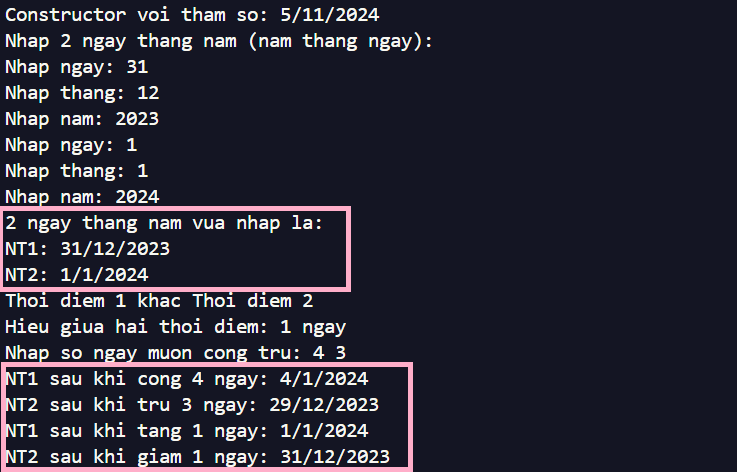 Constructor voi tham so: 5/11/2024
Nhap 2 ngay thang nam (nam thang ngay):
Nhap ngay: 31
Nhap thang: 12
Nhap nam: 2023
Nhap ngay: 1
Nhap thang: 1
Nhap nam: 2024
2 ngay thang nam vua nhap la:
NT1: 31/12/2023
NT2: 1/1/2024
Thoi diem 1 khac Thoi diem 2
Hieu giua hai thoi diem: 1 ngay
Nhap so ngay muon cong tru: 4 3
NT1 sau khi cong 4 ngay: 4/1/2024
NT2 sau khi tru 3 ngay: 29/12/2023
NT1 sau khi tang 1 ngay: 1/1/2024
NT2 sau khi giam 1 ngay: 31/12/2023